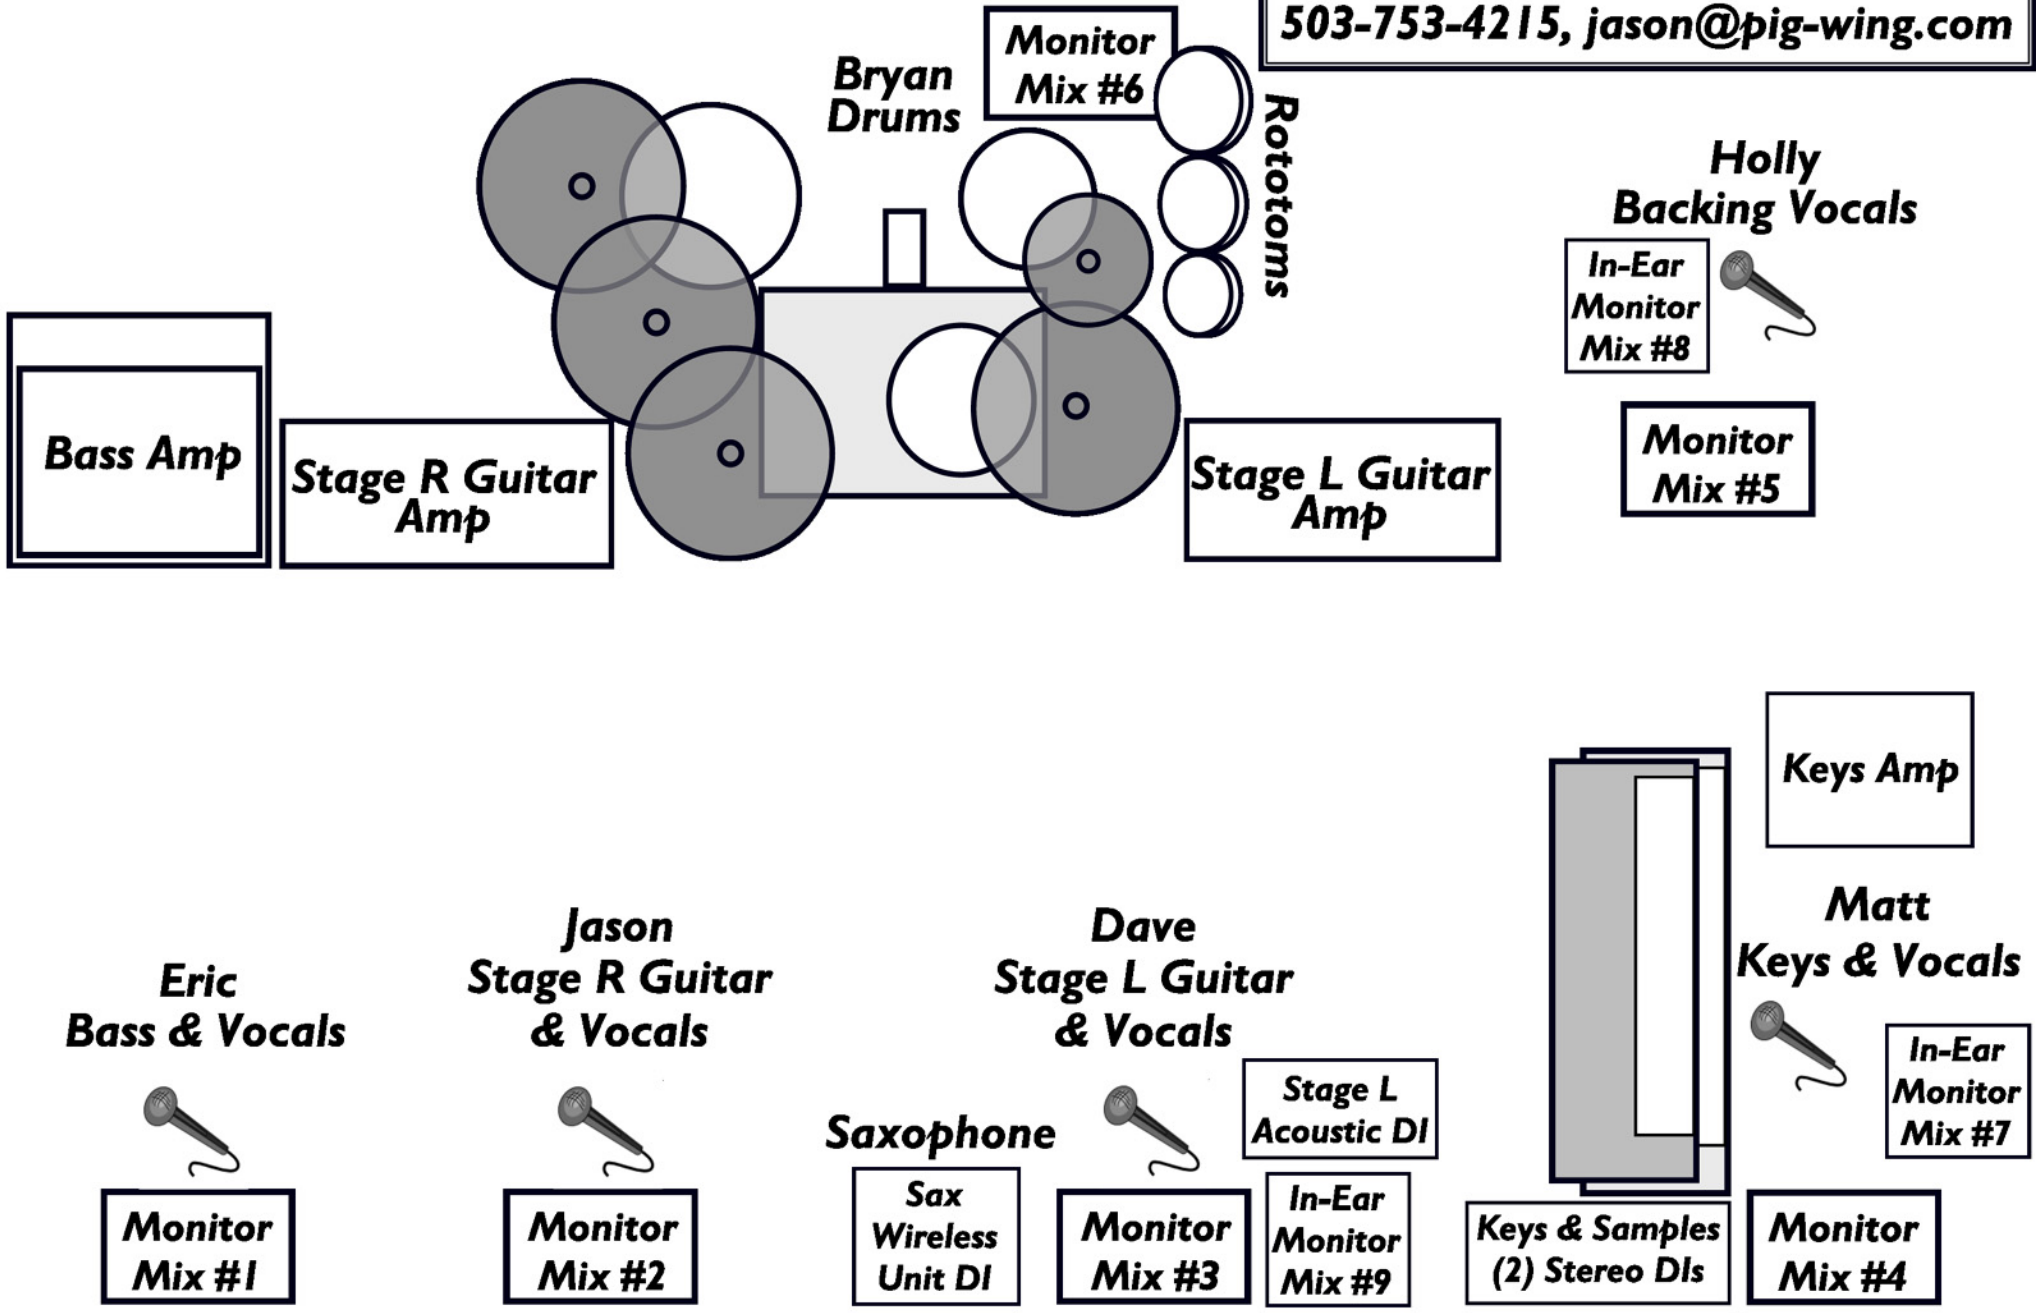 503-753-4215, jason@pig-wing.com
Monitor
Mix #6
Bryan
Drums
Rototoms
Holly
Backing Vocals
In-Ear
Monitor
Mix #8
Monitor
Mix #5
Bass Amp
Stage R Guitar
Amp
Stage L Guitar
Amp
Keys Amp
Matt
Keys & Vocals
In-Ear
Monitor
Mix #7
Eric
Bass & Vocals
Jason
Stage R Guitar
& Vocals
Dave
Stage L Guitar
& Vocals
Stage L
Acoustic DI
Saxophone
Sax
Wireless
Unit DI
Monitor
Mix #1
Monitor
Mix #2
Monitor
Mix #3
In-Ear
Monitor
Mix #9
Keys & Samples
(2) Stereo DIs
Monitor
Mix #4